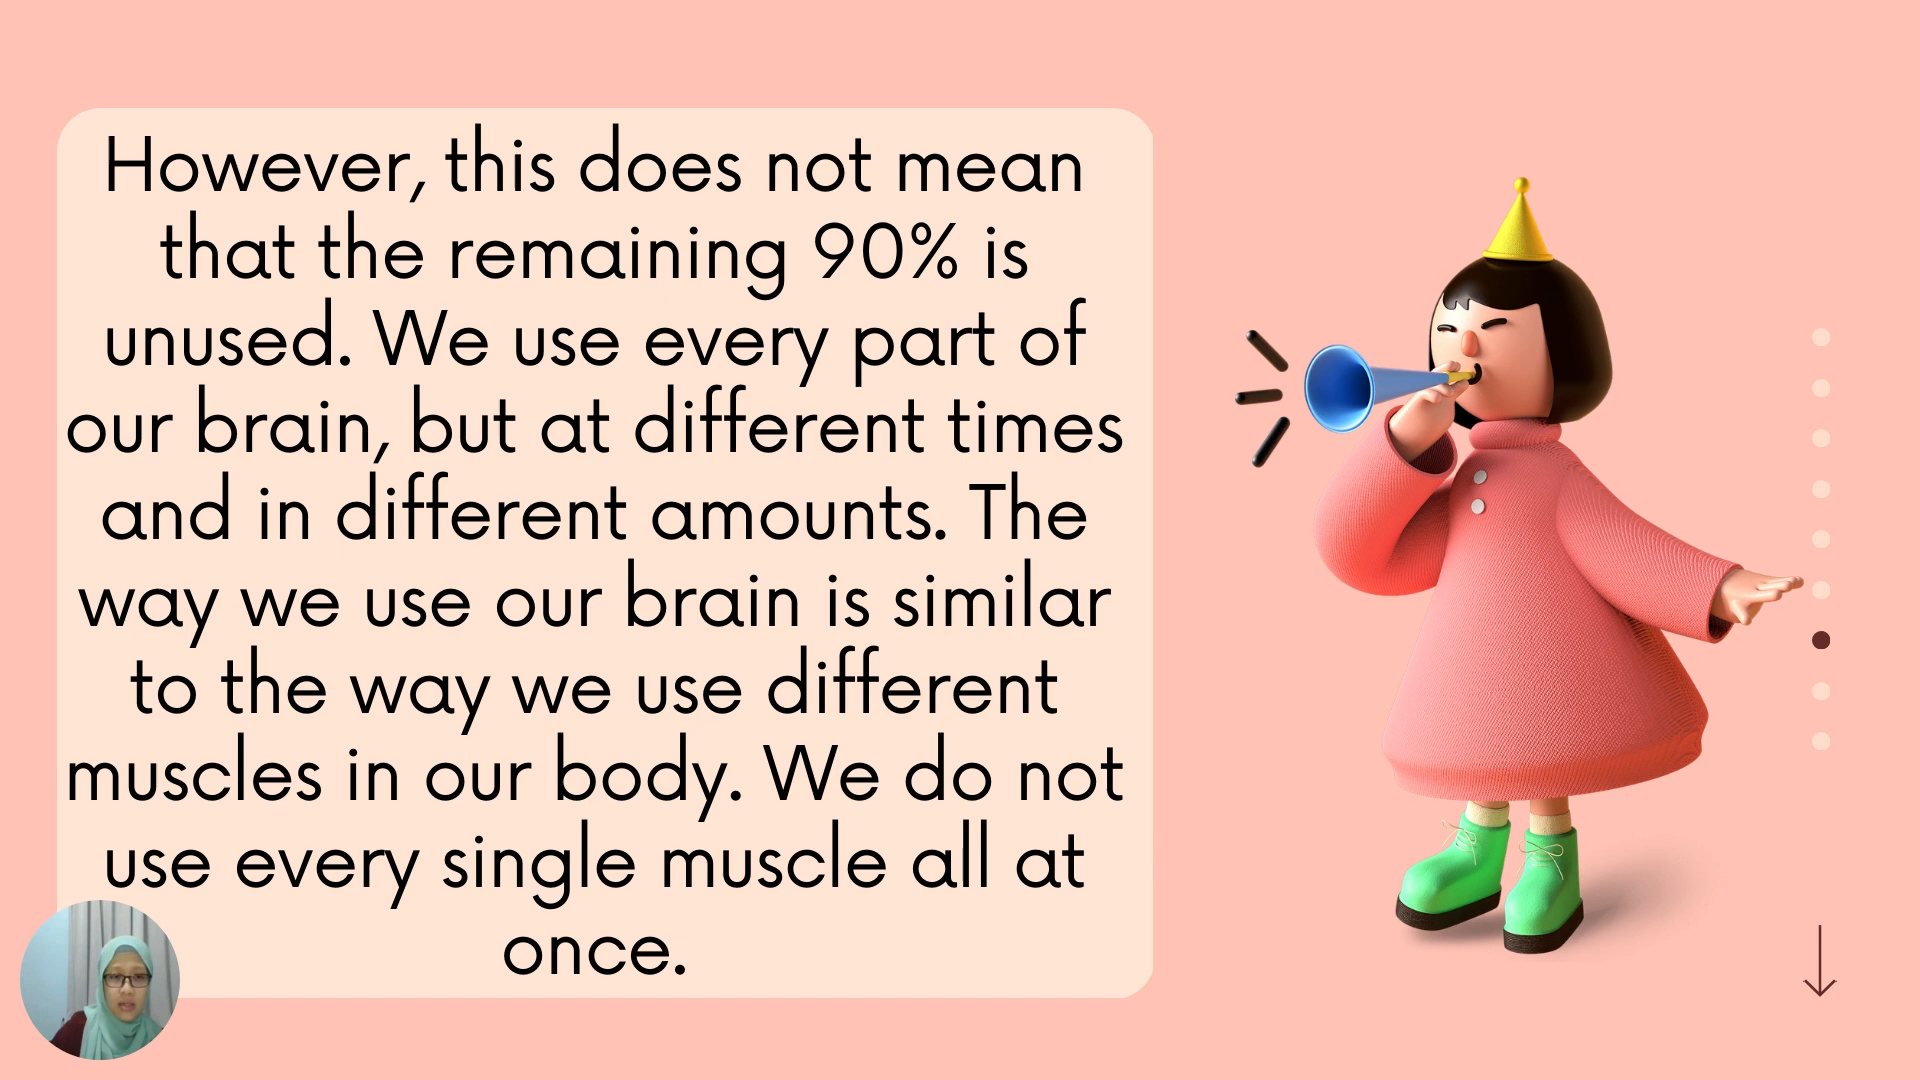 However, this does not mean
that the remaining 90% is
unused. We use every part of
our brain, but at different times
and in different amounts. The
way we use our brain is similar
to the way we use different
muscles in our body. We do not
use every single muscle all at
once.